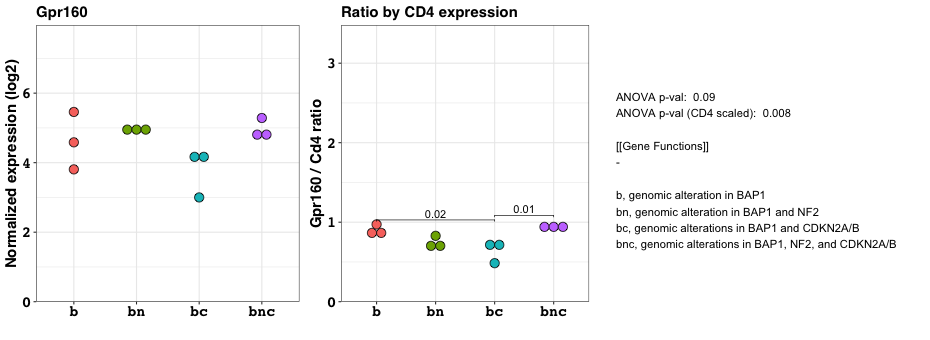 Gpr160
Normalized expression (log2)
0
2
4
6
b
bn
bc
bnc
Ratio by CD4 expression
Gpr160 / Cd4 ratio
0
1
2
3
0.02
0.01
b
bn
bc
bnc
ANOVA p-val:  0.09
ANOVA p-val (CD4 scaled):  0.008
[[Gene Functions]]
-
b, genomic alteration in BAP1
bn, genomic alteration in BAP1 and NF2
bc, genomic alterations in BAP1 and CDKN2A/B
bnc, genomic alterations in BAP1, NF2, and CDKN2A/B